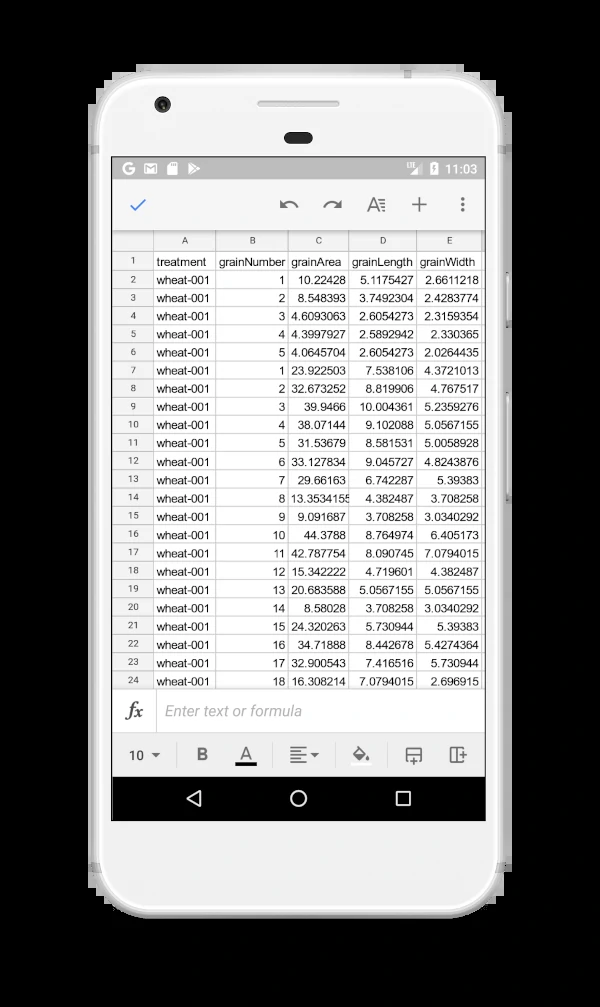 11:03
A B C D E
1 treatment grainNumber grainArea grainLength grainWidth
2 wheat-001 1 10.22428 5.1175427 2.6611218
3 wheat-001 2 8.548393 3.7492304 2.4283774
4 wheat-001 3 4.6093063 2.6054273 2.3159354
5 wheat-001 4 4.3997927 2.5892942 2.330365
6 wheat-001 5 4.0645704 2.6054273 2.0264435
7 wheat-001 1 23.922503 7.538106 4.3721013
8 wheat-001 2 32.673252 8.819906 4.767517
9 wheat-001 3 39.9466 10.004361 5.2359276
10 wheat-001 4 38.07144 9.102088 5.0567155
11 wheat-001 5 31.53679 8.581531 5.0058928
12 wheat-001 6 33.127834 9.045727 4.8243876
13 wheat-001 7 29.66163 6.742287 5.39383
14 wheat-001 8 13.3534155 4.382487 3.708258
15 wheat-001 9 9.091687 3.708258 3.0340292
16 wheat-001 10 44.3788 8.764974 6.405173
17 wheat-001 11 42.787754 8.090745 7.0794015
18 wheat-001 12 15.342222 4.719601 4.382487
19 wheat-001 13 20.683588 5.0567155 5.0567155
20 wheat-001 14 8.58028 3.708258 3.0340292
21 wheat-001 15 24.320263 5.730944 5.39383
22 wheat-001 16 34.71888 8.442678 5.4274364
23 wheat-001 17 32.900543 7.416516 5.730944
24 wheat-001 18 16.308214 7.0794015 2.696915
fx Enter text or formula
10 B A